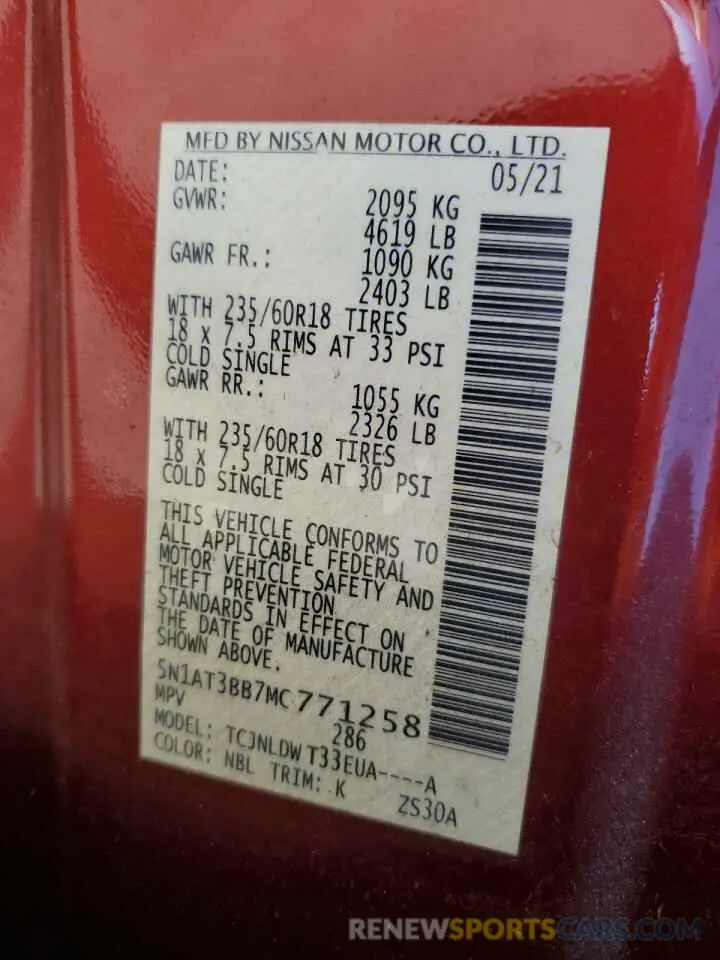 MFD BY NISSAN MOTOR CO., LTD.
DATE: 05/21
GVWR: 2095 KG
4619 LB
GAWR FR.: 1090 KG
2403 LB
WITH 235/60R18 TIRES
18 x 7.5 RIMS AT 33 PSI
COLD SINGLE
GAWR RR.: 1055 KG
2326 LB
WITH 235/60R18 TIRES
18 x 7.5 RIMS AT 30 PSI
COLD SINGLE
THIS VEHICLE CONFORMS TO
ALL APPLICABLE FEDERAL
MOTOR VEHICLE SAFETY AND
THEFT PREVENTION
STANDARDS IN EFFECT ON
THE DATE OF MANUFACTURE
SHOWN ABOVE.
5N1AT3BB7MC771258
MPV 286
MODEL: TCJNLDW T33EUA----A
COLOR: NBL TRIM: K ZS30A
RENEWSPORTSCARS.COM